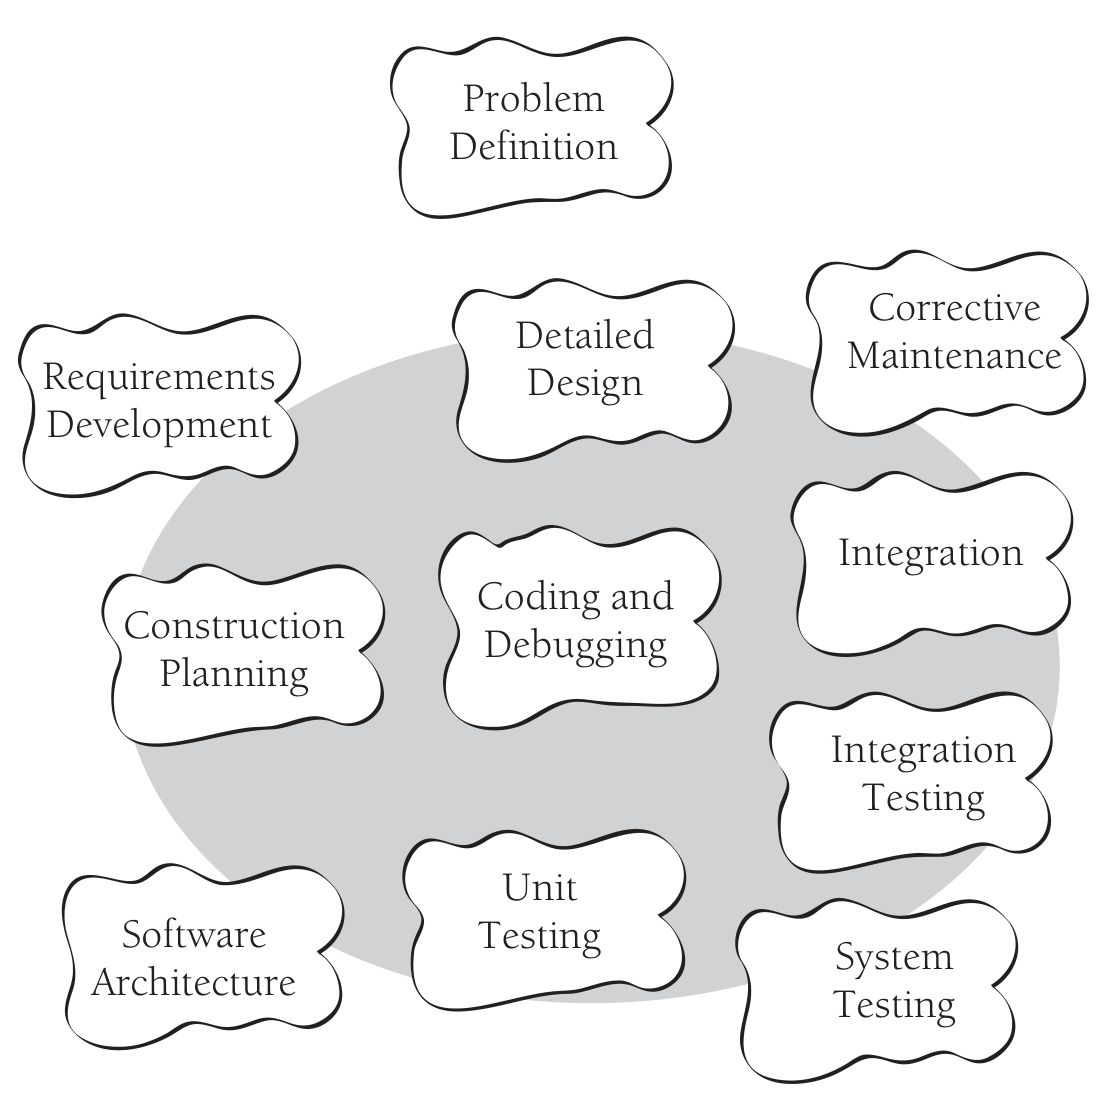 Problem
Definition
Detailed
Design
Corrective
Maintenance
Requirements
Development
Integration
Coding and
Debugging
Construction
Planning
Integration
Testing
Unit
Testing
Software
Architecture
System
Testing